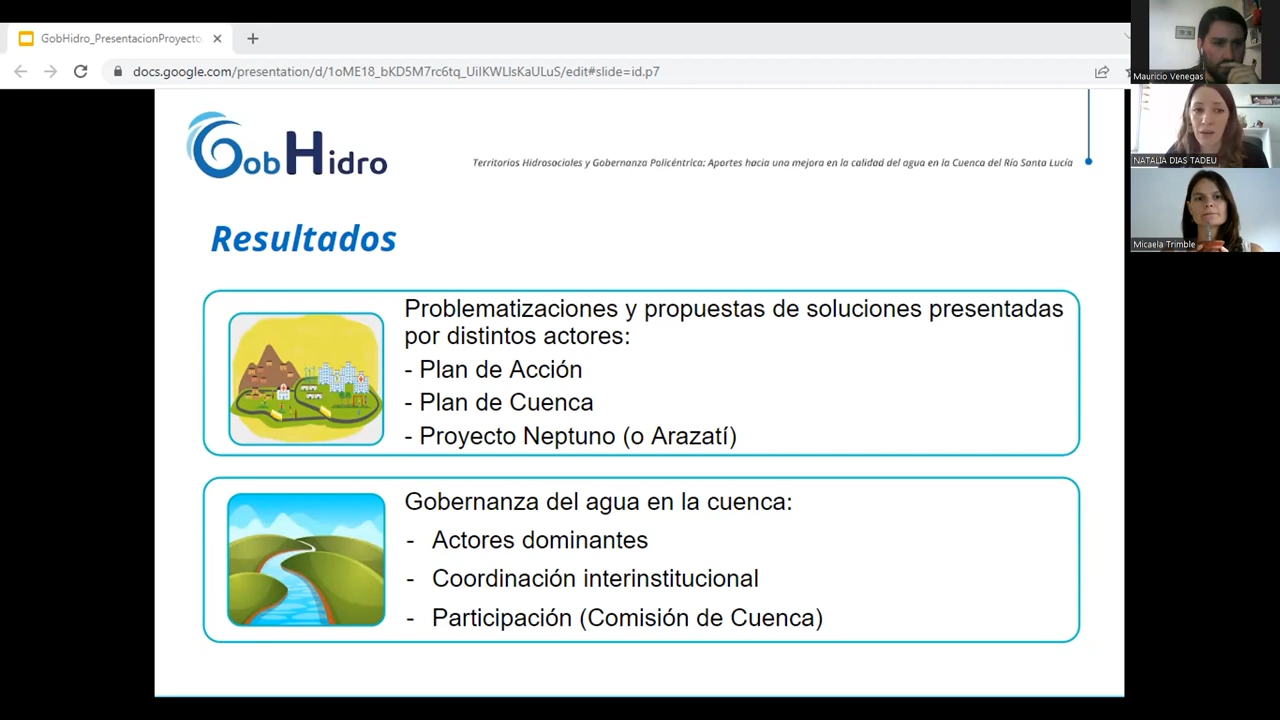 GobHidro_PresentacionProyecto
docs.google.com/presentation/d/1oME18_bKD5M7rc6tq_UiIKWLlsKaULuS/edit#slide=id.p7
Mauricio Venegas
NATALIA DIAS TADEU
Micaela Trimble
GobHidro
Territorios Hidrosociales y Gobernanza Policéntrica: Aportes hacia una mejora en la calidad del agua en la Cuenca del Río Santa Lucía
Resultados
Problematizaciones y propuestas de soluciones presentadas
por distintos actores:
- Plan de Acción
- Plan de Cuenca
- Proyecto Neptuno (o Arazatí)
Gobernanza del agua en la cuenca:
- Actores dominantes
- Coordinación interinstitucional
- Participación (Comisión de Cuenca)